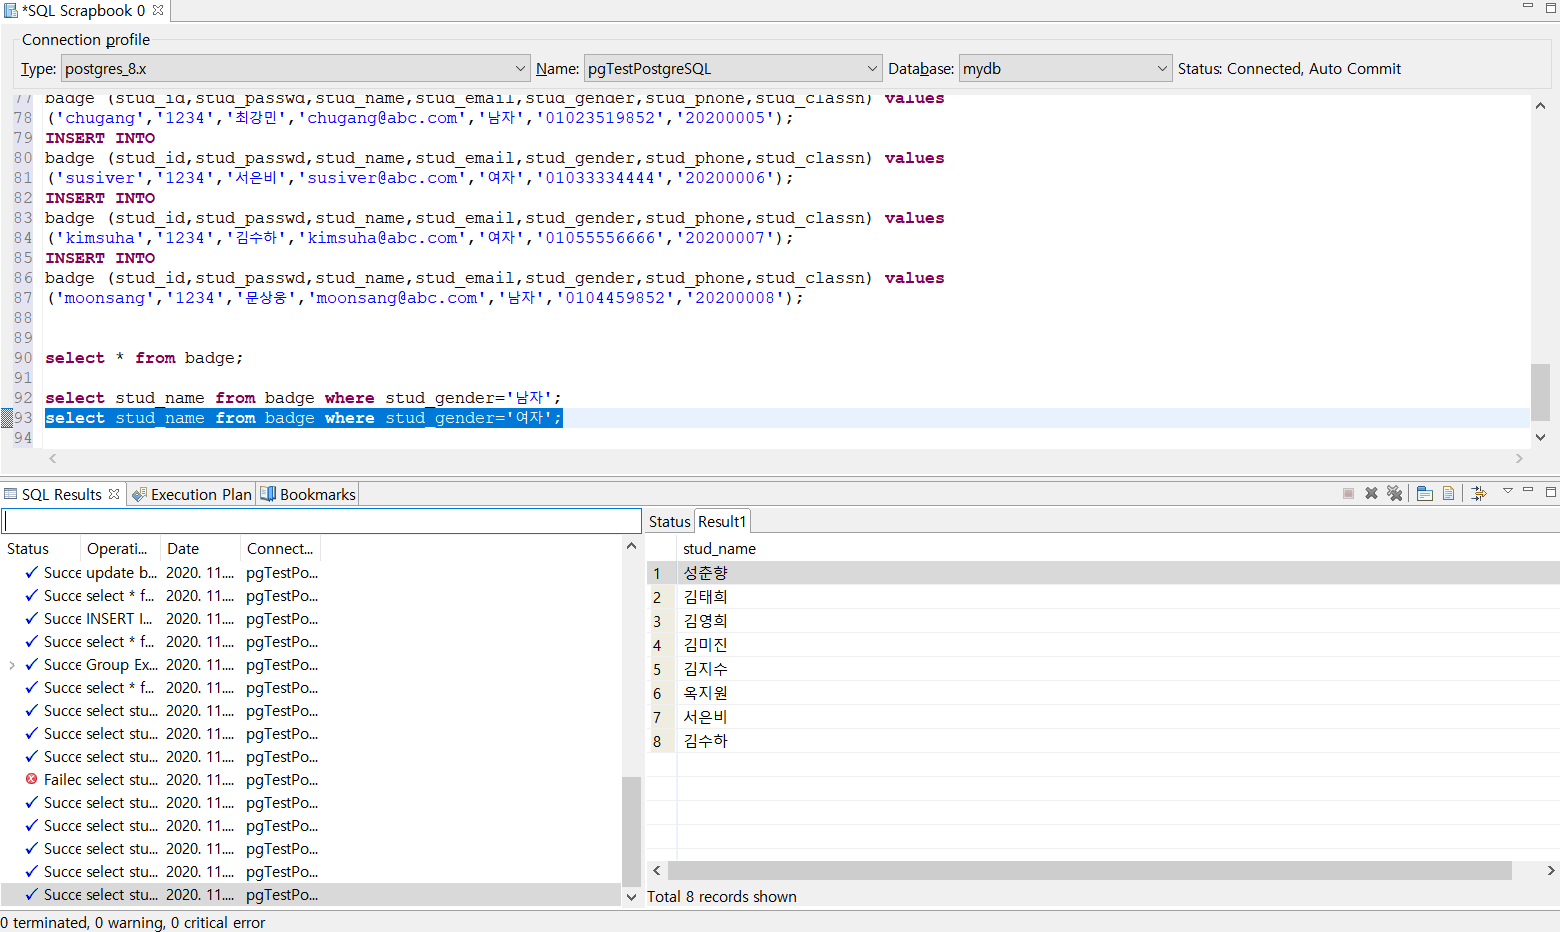 *SQL Scrapbook 0
Connection profile
Type: postgres_8.x Name: pgTestPostgreSQL Database: mydb Status: Connected, Auto Commit
77 badge (stud_id,stud_passwd,stud_name,stud_email,stud_gender,stud_phone,stud_classn) values
78 ('chugang','1234','최강민','chugang@abc.com','남자','01023519852','20200005');
79 INSERT INTO
80 badge (stud_id,stud_passwd,stud_name,stud_email,stud_gender,stud_phone,stud_classn) values
81 ('susiver','1234','서은비','susiver@abc.com','여자','01033334444','20200006');
82 INSERT INTO
83 badge (stud_id,stud_passwd,stud_name,stud_email,stud_gender,stud_phone,stud_classn) values
84 ('kimsuha','1234','김수하','kimsuha@abc.com','여자','01055556666','20200007');
85 INSERT INTO
86 badge (stud_id,stud_passwd,stud_name,stud_email,stud_gender,stud_phone,stud_classn) values
87 ('moonsang','1234','문상웅','moonsang@abc.com','남자','0104459852','20200008');
88
89
90 select * from badge;
91
92 select stud_name from badge where stud_gender='남자';
93 select stud_name from badge where stud_gender='여자';
94
SQL Results Execution Plan Bookmarks
Status Result1
Status Operati... Date Connect...
Succe update b... 2020. 11.... pgTestPo...
Succe select * f... 2020. 11.... pgTestPo...
Succe INSERT I... 2020. 11.... pgTestPo...
Succe select * f... 2020. 11.... pgTestPo...
Succe Group Ex... 2020. 11.... pgTestPo...
Succe select * f... 2020. 11.... pgTestPo...
Succe select stu... 2020. 11.... pgTestPo...
Succe select stu... 2020. 11.... pgTestPo...
Succe select stu... 2020. 11.... pgTestPo...
Failed select stu... 2020. 11.... pgTestPo...
Succe select stu... 2020. 11.... pgTestPo...
Succe select stu... 2020. 11.... pgTestPo...
Succe select stu... 2020. 11.... pgTestPo...
Succe select stu... 2020. 11.... pgTestPo...
Succe select stu... 2020. 11.... pgTestPo...
stud_name
1 성춘향
2 김태희
3 김영희
4 김미진
5 김지수
6 옥지원
7 서은비
8 김수하
Total 8 records shown
0 terminated, 0 warning, 0 critical error